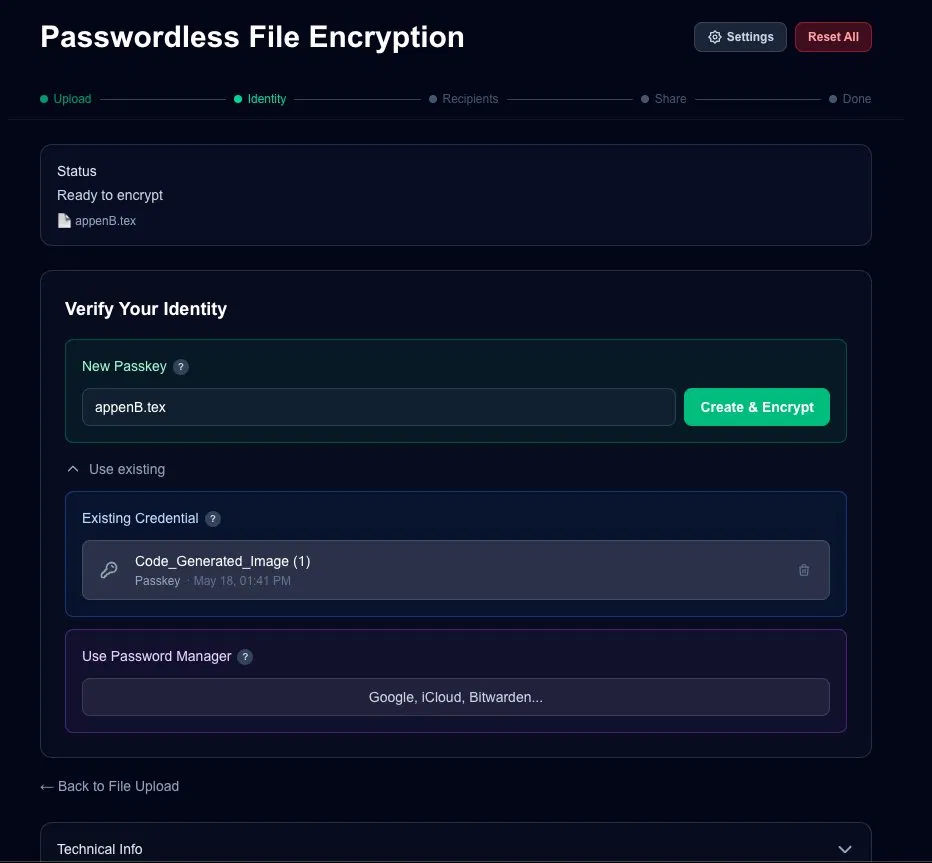 Passwordless File Encryption
Settings
Reset All
Upload
Identity
Recipients
Share
Done
Status
Ready to encrypt
appenB.tex
Verify Your Identity
New Passkey ?
appenB.tex
Create & Encrypt
Use existing
Existing Credential ?
Code_Generated_Image (1)
Passkey · May 18, 01:41 PM
Use Password Manager ?
Google, iCloud, Bitwarden...
← Back to File Upload
Technical Info